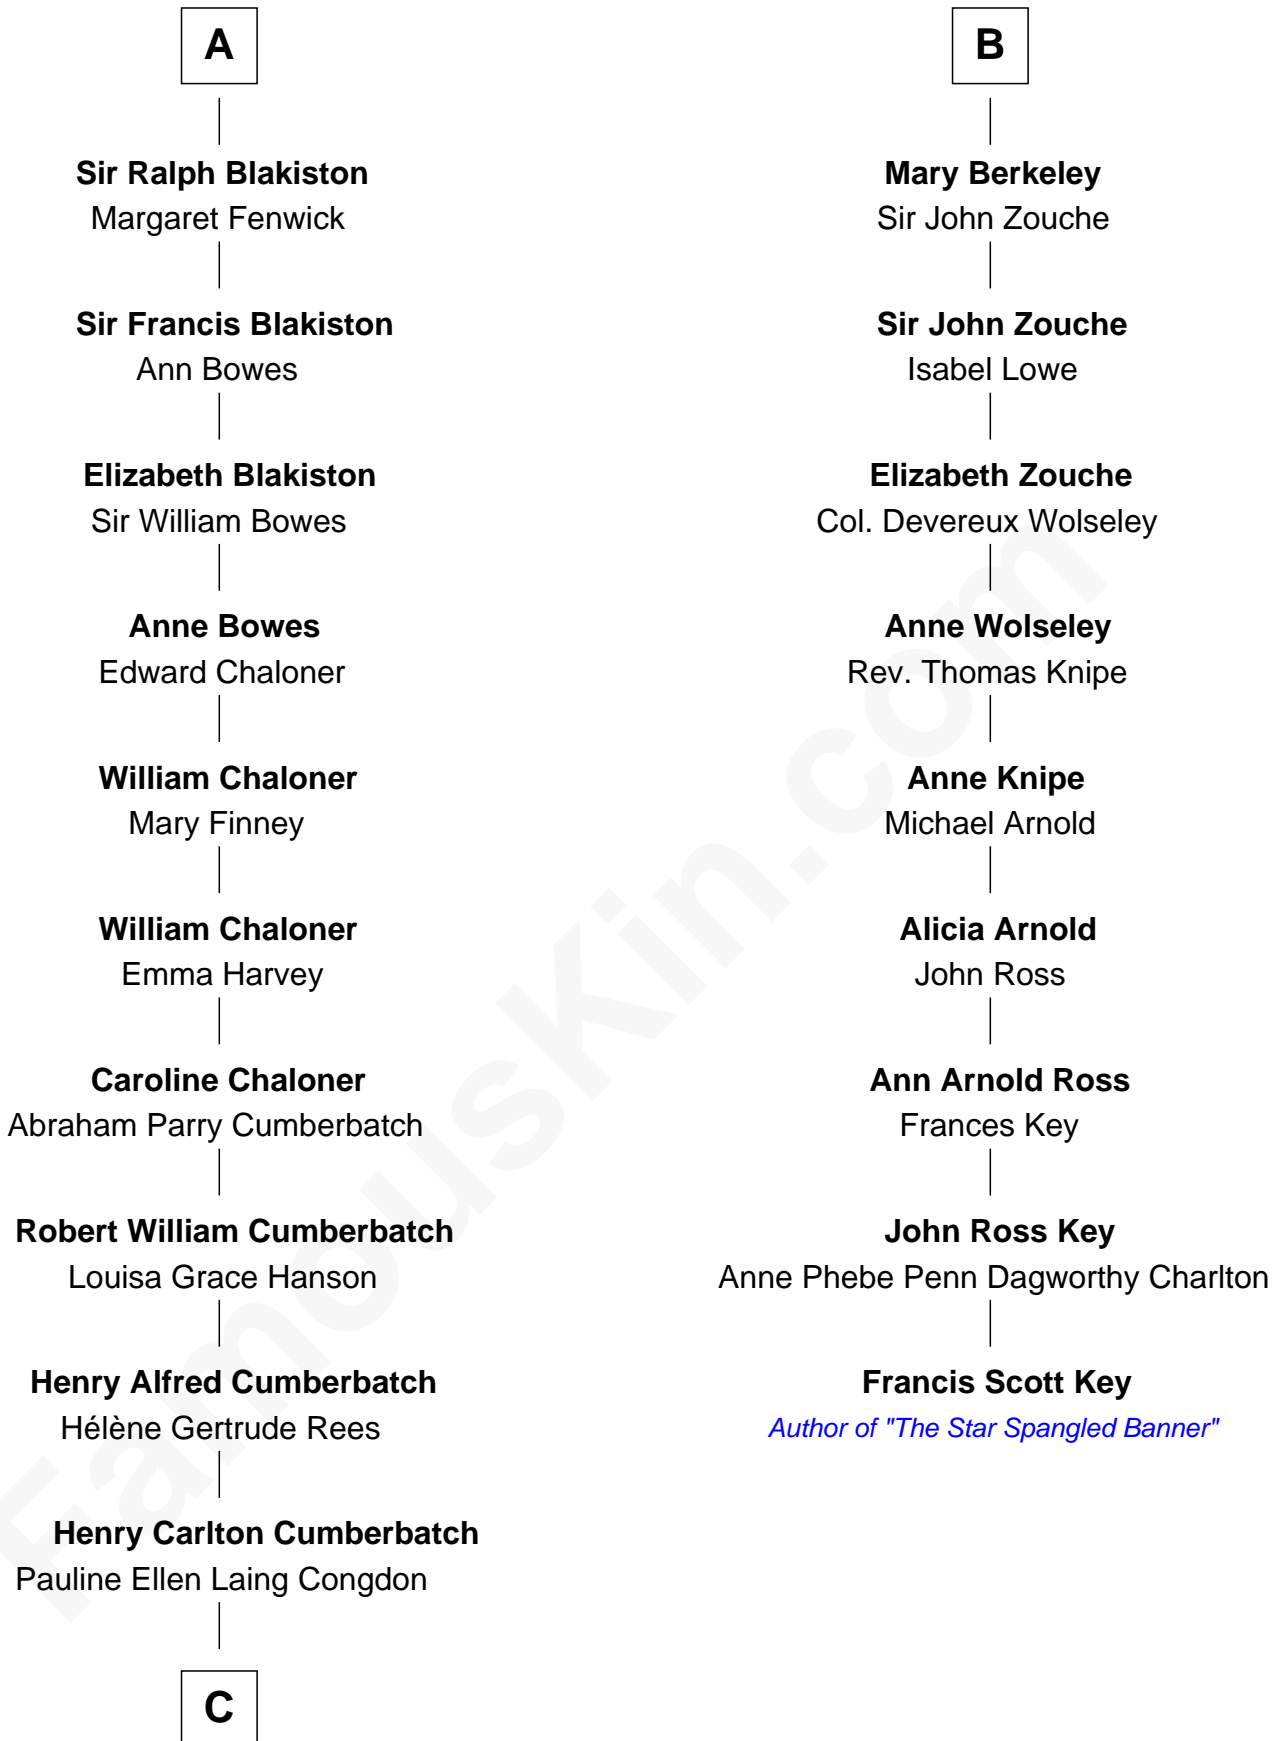 A
Sir Ralph Blakiston
Margaret Fenwick
Sir Francis Blakiston
Ann Bowes
Elizabeth Blakiston
Sir William Bowes
Anne Bowes
Edward Chaloner
William Chaloner
Mary Finney
William Chaloner
Emma Harvey
Caroline Chaloner
Abraham Parry Cumberbatch
Robert William Cumberbatch
Louisa Grace Hanson
Henry Alfred Cumberbatch
Hélène Gertrude Rees
Henry Carlton Cumberbatch
Pauline Ellen Laing Congdon
C
B
Mary Berkeley
Sir John Zouche
Sir John Zouche
Isabel Lowe
Elizabeth Zouche
Col. Devereux Wolseley
Anne Wolseley
Rev. Thomas Knipe
Anne Knipe
Michael Arnold
Alicia Arnold
John Ross
Ann Arnold Ross
Frances Key
John Ross Key
Anne Phebe Penn Dagworthy Charlton
Francis Scott Key
Author of "The Star Spangled Banner"
FamousKin.com